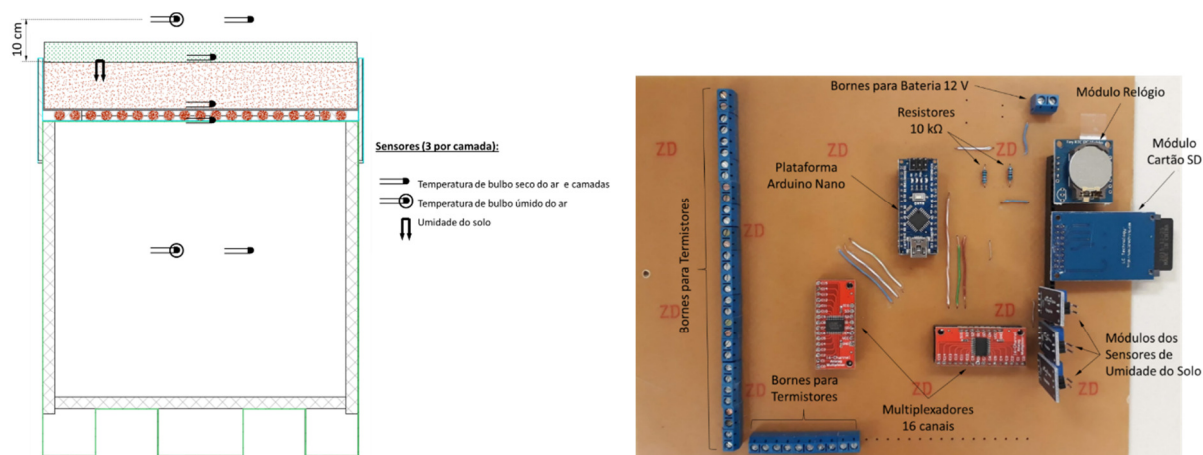 10 cm
Sensores (3 por camada):
Temperatura de bulbo seco do ar e camadas
Temperatura de bulbo úmido do ar
Umidade do solo
Bornes para Bateria 12 V
Módulo Relógio
Resistores
10 kΩ
Módulo
Cartão SD
Plataforma
Arduino Nano
ZD
ZD
ZD
ZD
Bornes para Termistores
ZD
ZD
Módulos dos
Sensores de
Umidade do Solo
Bornes para
Termistores
ZD
ZD
ZD
Multiplexadores
16 canais